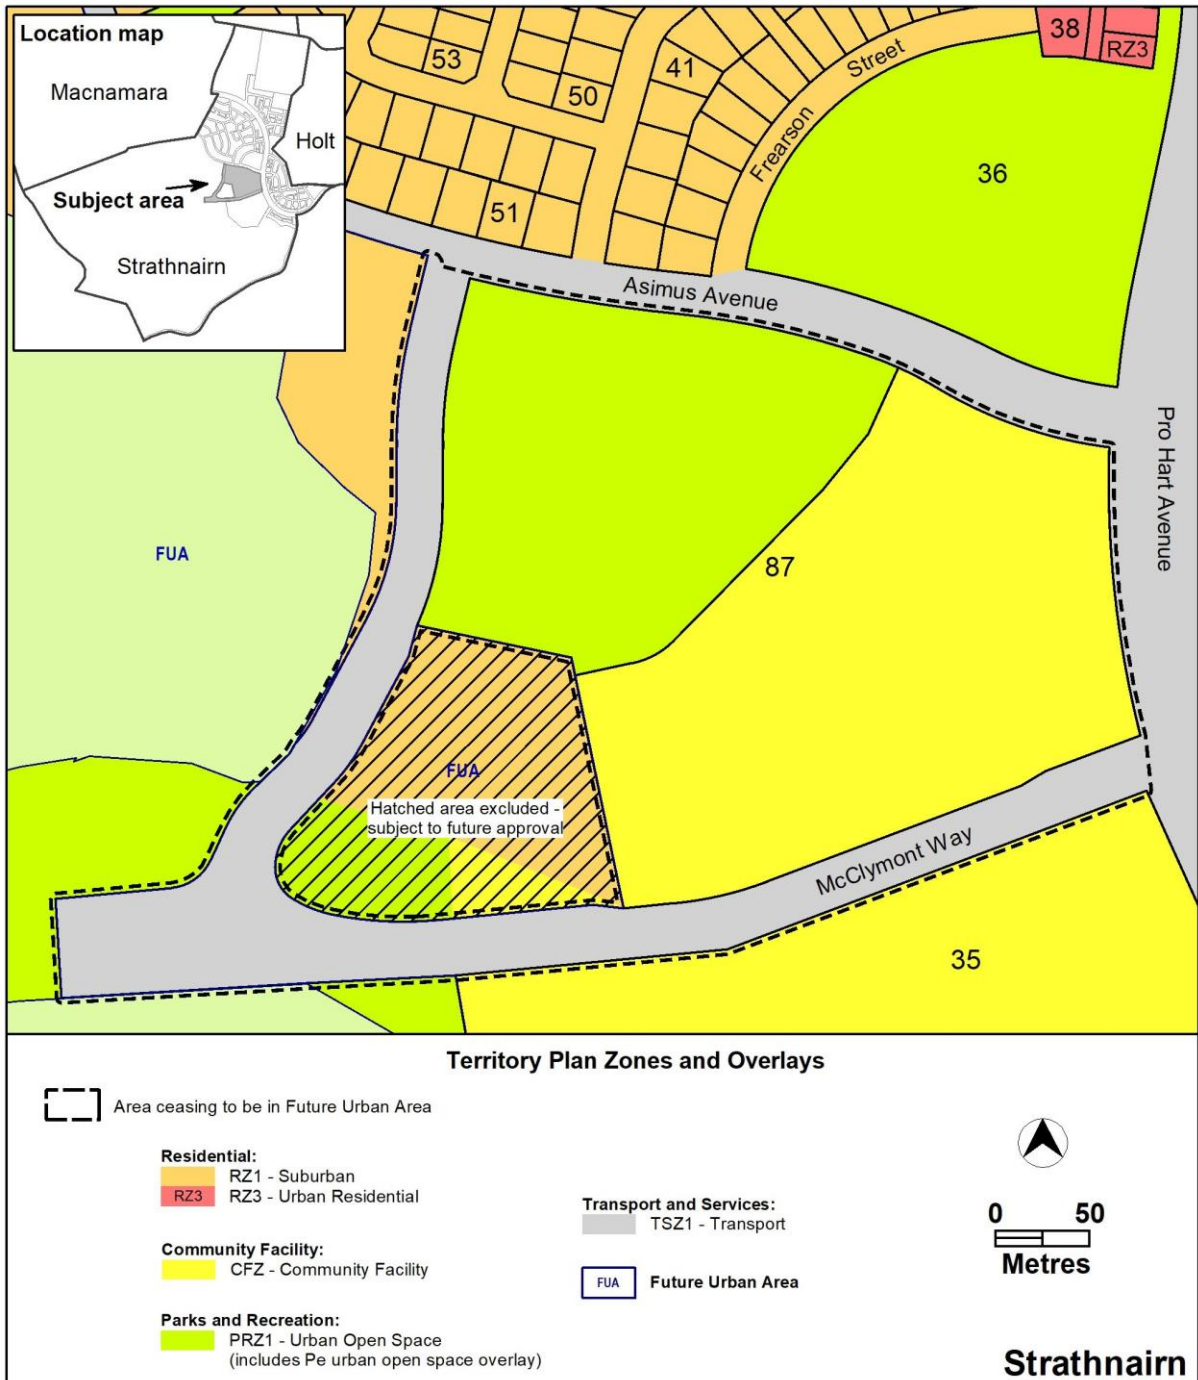 Location map
Macnamara
Holt
Subject area
Strathnairn
53
50
41
51
38
RZ3
36
Frearson
Street
Asimus Avenue
Pro Hart Avenue
FUA
87
FUA
Hatched area excluded -
subject to future approval
McClymont Way
35
Territory Plan Zones and Overlays
Area ceasing to be in Future Urban Area
Residential:
RZ1 - Suburban
RZ3 RZ3 - Urban Residential
Community Facility:
CFZ - Community Facility
Parks and Recreation:
PRZ1 - Urban Open Space
(includes Pe urban open space overlay)
Transport and Services:
TSZ1 - Transport
FUA Future Urban Area
0 50
Metres
Strathnairn